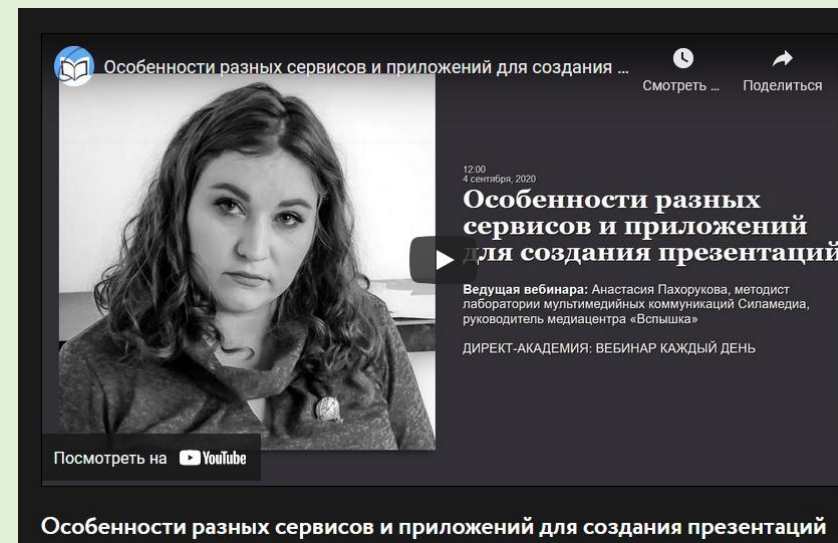 Особенности разных сервисов и приложений для создания ...
Смотреть ...
Поделиться
12:00
4 сентября, 2020
Особенности разных
сервисов и приложений
для создания презентаций
Ведущая вебинара: Анастасия Пахорукова, методист
лаборатории мультимедийных коммуникаций Силамедиа,
руководитель медиацентра «Вспышка»
ДИРЕКТ-АКАДЕМИЯ: ВЕБИНАР КАЖДЫЙ ДЕНЬ
Посмотреть на YouTube
Особенности разных сервисов и приложений для создания презентаций